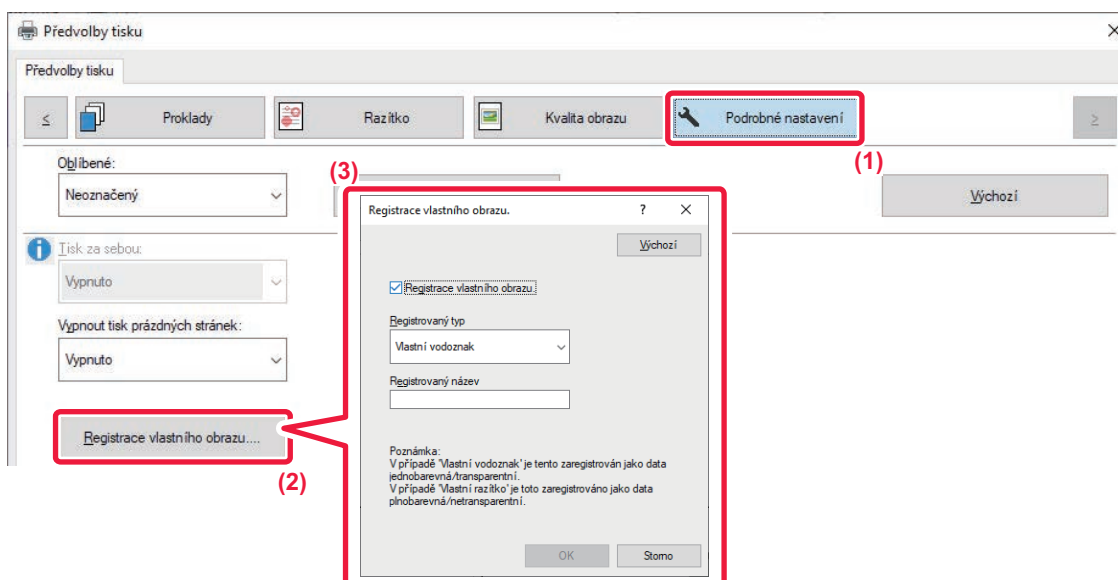 Předvolby tisku
Předvolby tisku
≤ Proklady Razítko Kvalita obrazu Podrobné nastavení ≥
(1)
Oblíbené:
Neoznačený
Výchozí
Tisk za sebou:
Vypnuto
Vypnout tisk prázdných stránek:
Vypnuto
Registrace vlastního obrazu....
(2)
(3)
Registrace vlastního obrazu. ?
Výchozí
Registrace vlastního obrazu.
Registrovaný typ
Vlastní vodoznak
Registrovaný název
Poznámka:
V případě 'Vlastní vodoznak' je tento zaregistrován jako data
jednobarevná/transparentní.
V případě 'Vlastní razítko' je toto zaregistrováno jako data
plnobarevná/netransparentní.
OK Storno